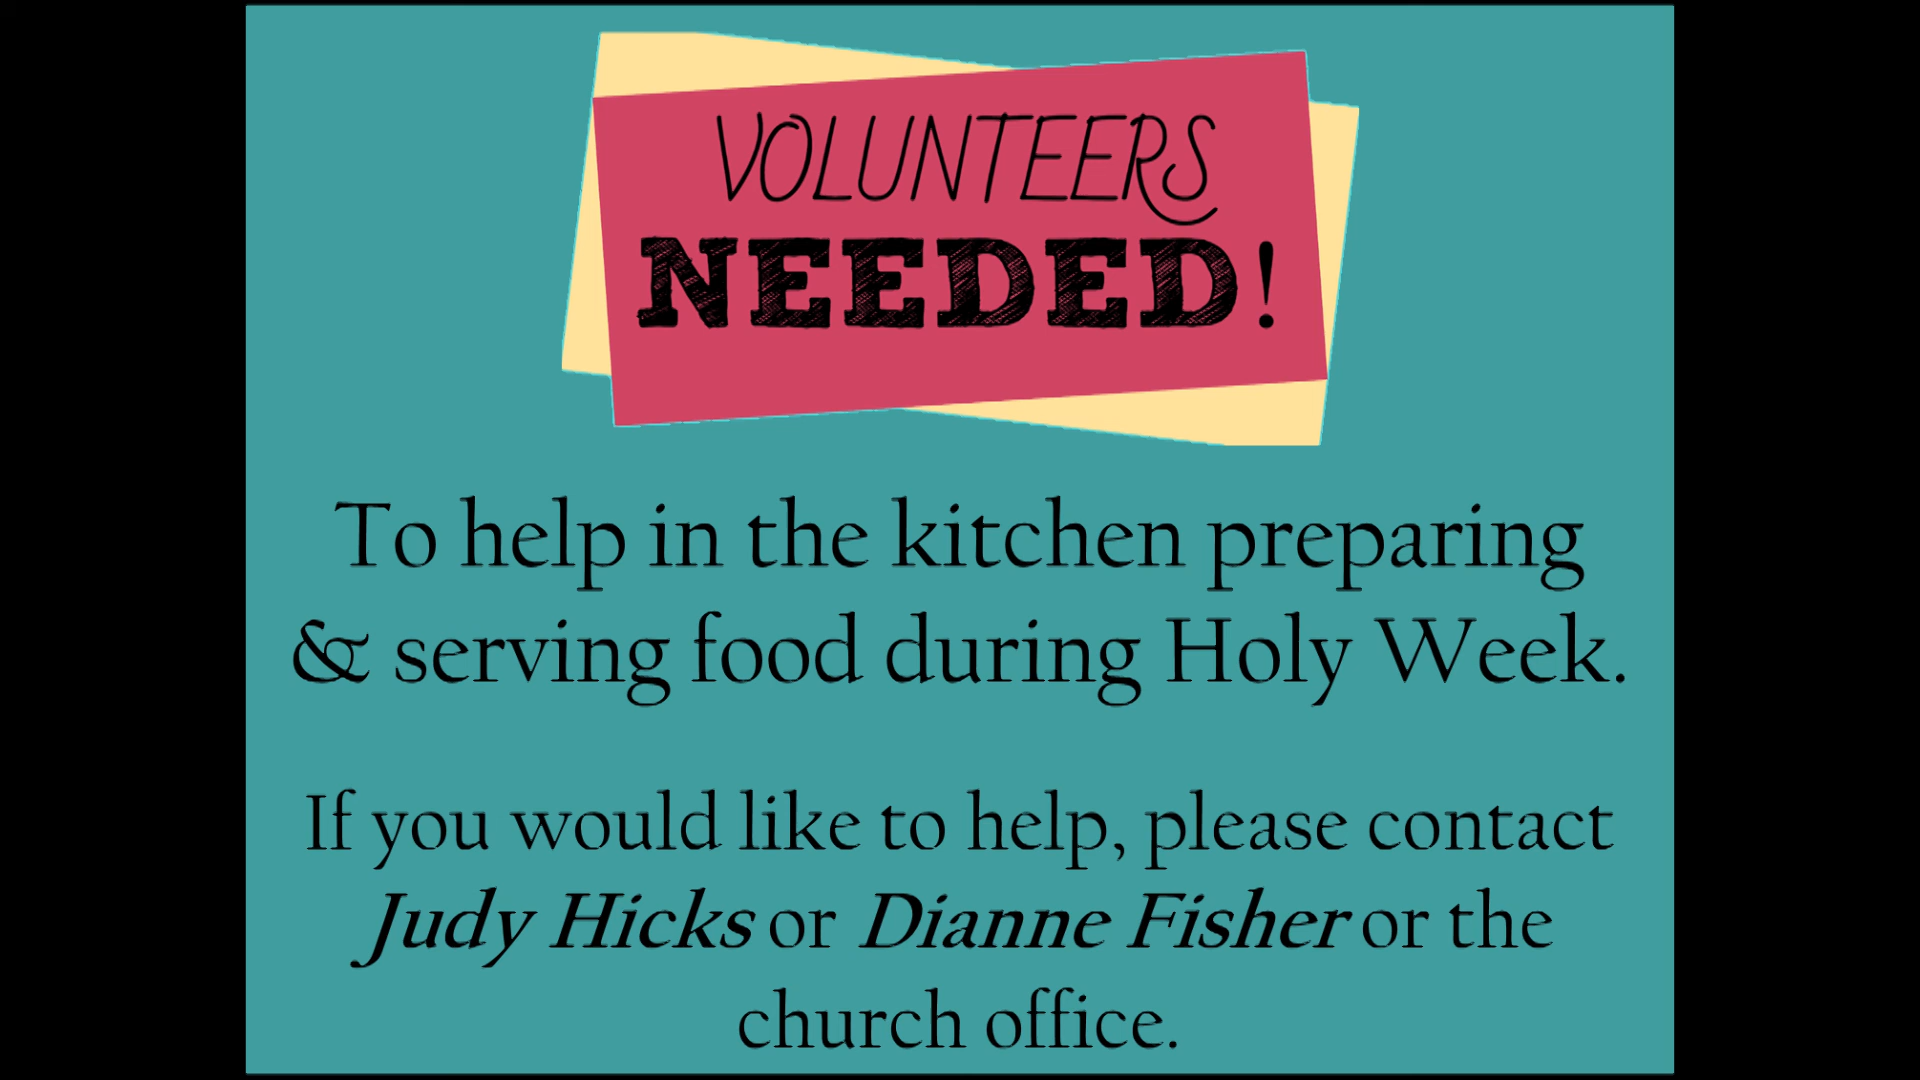 VOLUNTEERS
NEEDED!
To help in the kitchen preparing
& serving food during Holy Week.
If you would like to help, please contact
Judy Hicks or Dianne Fisher or the
church office.